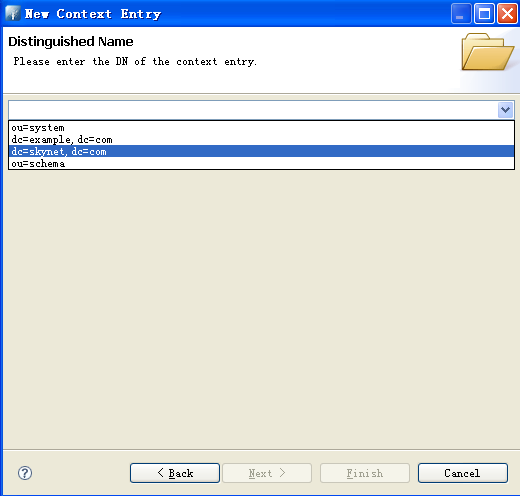 New Context Entry
Distinguished Name
Please enter the DN of the context entry.
ou=system
dc=example,dc=com
dc=skynet,dc=com
ou=schema
?
< Back
Next >
Finish
Cancel